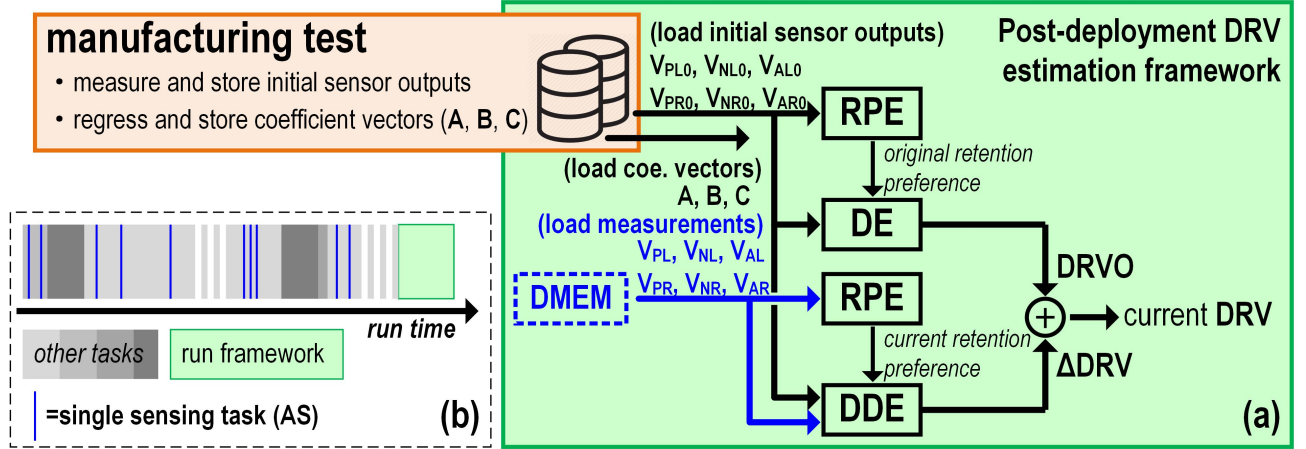 manufacturing test
• measure and store initial sensor outputs
• regress and store coefficient vectors (A, B, C)
(load initial sensor outputs)
VPL0, VNL0, VAL0
VPR0, VNR0, VAR0
Post-deployment DRV
estimation framework
RPE
original retention
preference
(load coe. vectors)
A, B, C
DE
(load measurements)
VPL, VNL, VAL
VPR, VNR, VAR
DMEM
RPE
current retention
preference
DDE
DRVO
+
current DRV
ΔDRV
(a)
run time
other tasks
run framework
=single sensing task (AS)
(b)